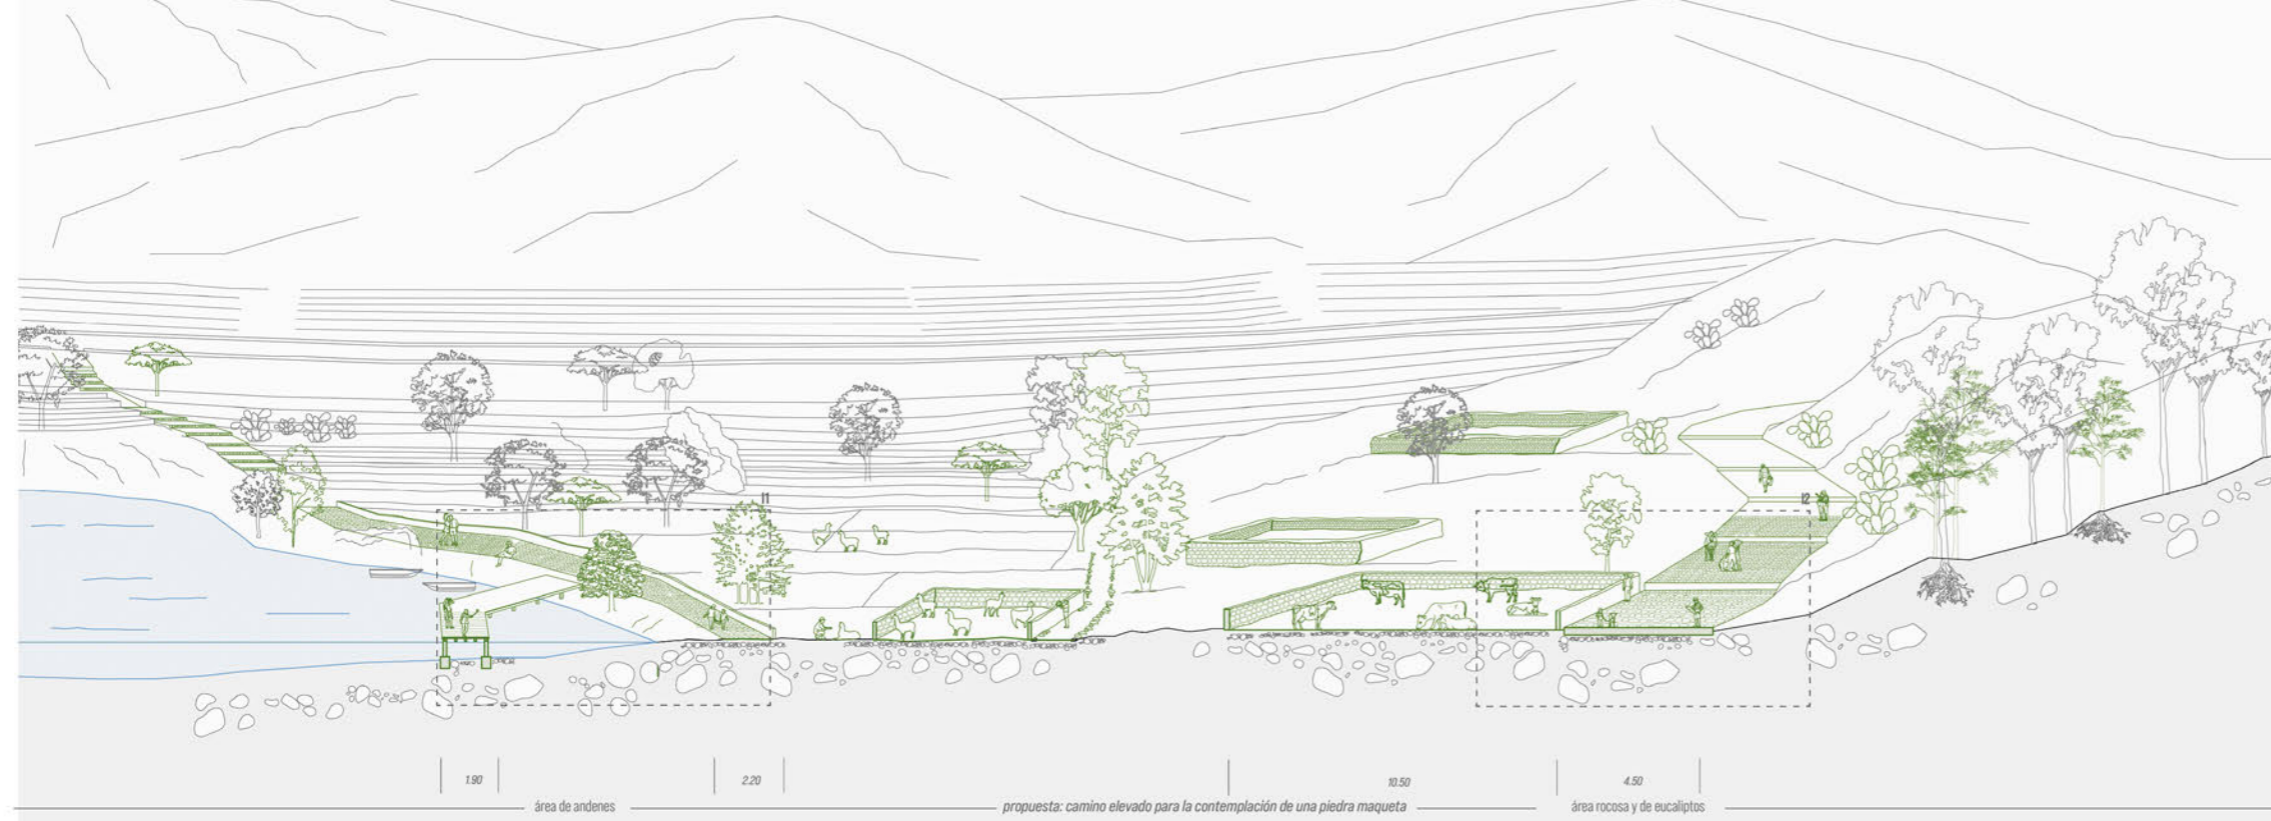 I1
I2
1.90
2.20
10.50
4.50
área de andenes
propuesta: camino elevado para la contemplación de una piedra maqueta
área rocosa y de eucaliptos